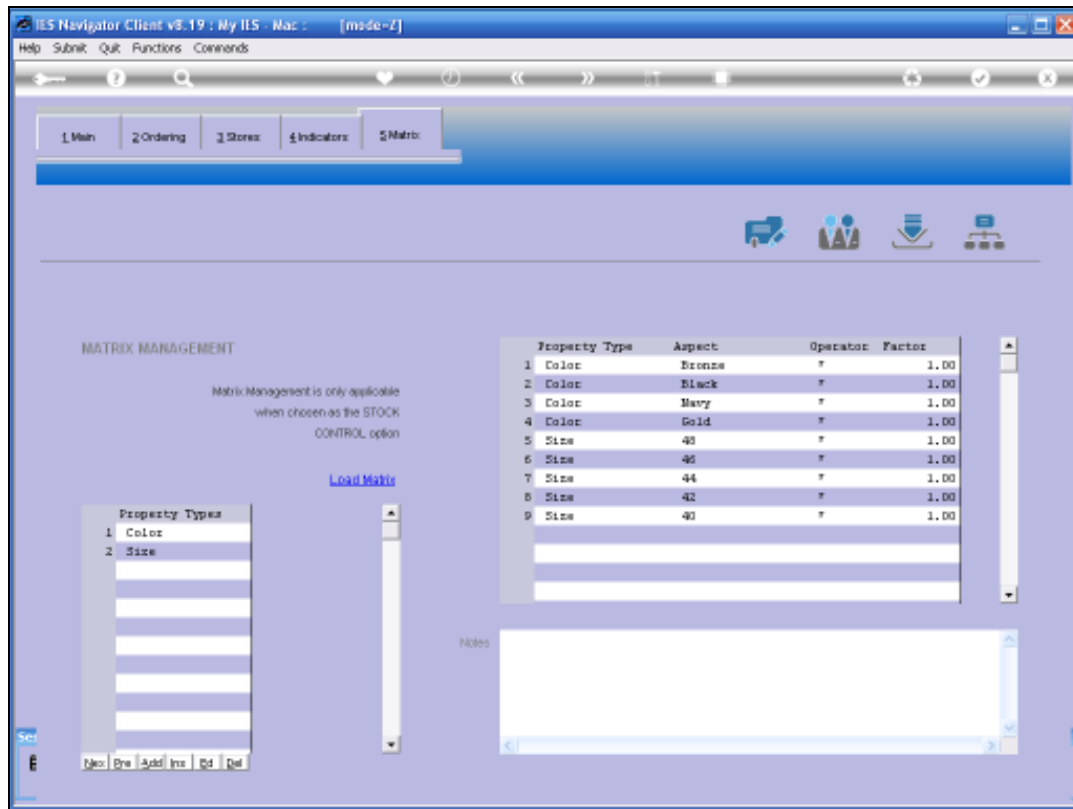 IES Navigator Client v8.19 : My IES - Mac : [mode=Z]
Help Submit Quit Functions Commands
1 Main 2 Ordering 3 Stores 4 Indicators 5 Matrix
MATRIX MANAGEMENT
Matrix Management is only applicable
when chosen as the STOCK
CONTROL option
Load Matrix
Property Types
1 Color
2 Size
Nex Pre Add Ins Ed Del
Property Type Aspect Operator Factor
1 Color Bronze * 1.00
2 Color Black * 1.00
3 Color Navy * 1.00
4 Color Gold * 1.00
5 Size 48 * 1.00
6 Size 46 * 1.00
7 Size 44 * 1.00
8 Size 42 * 1.00
9 Size 40 * 1.00
Notes